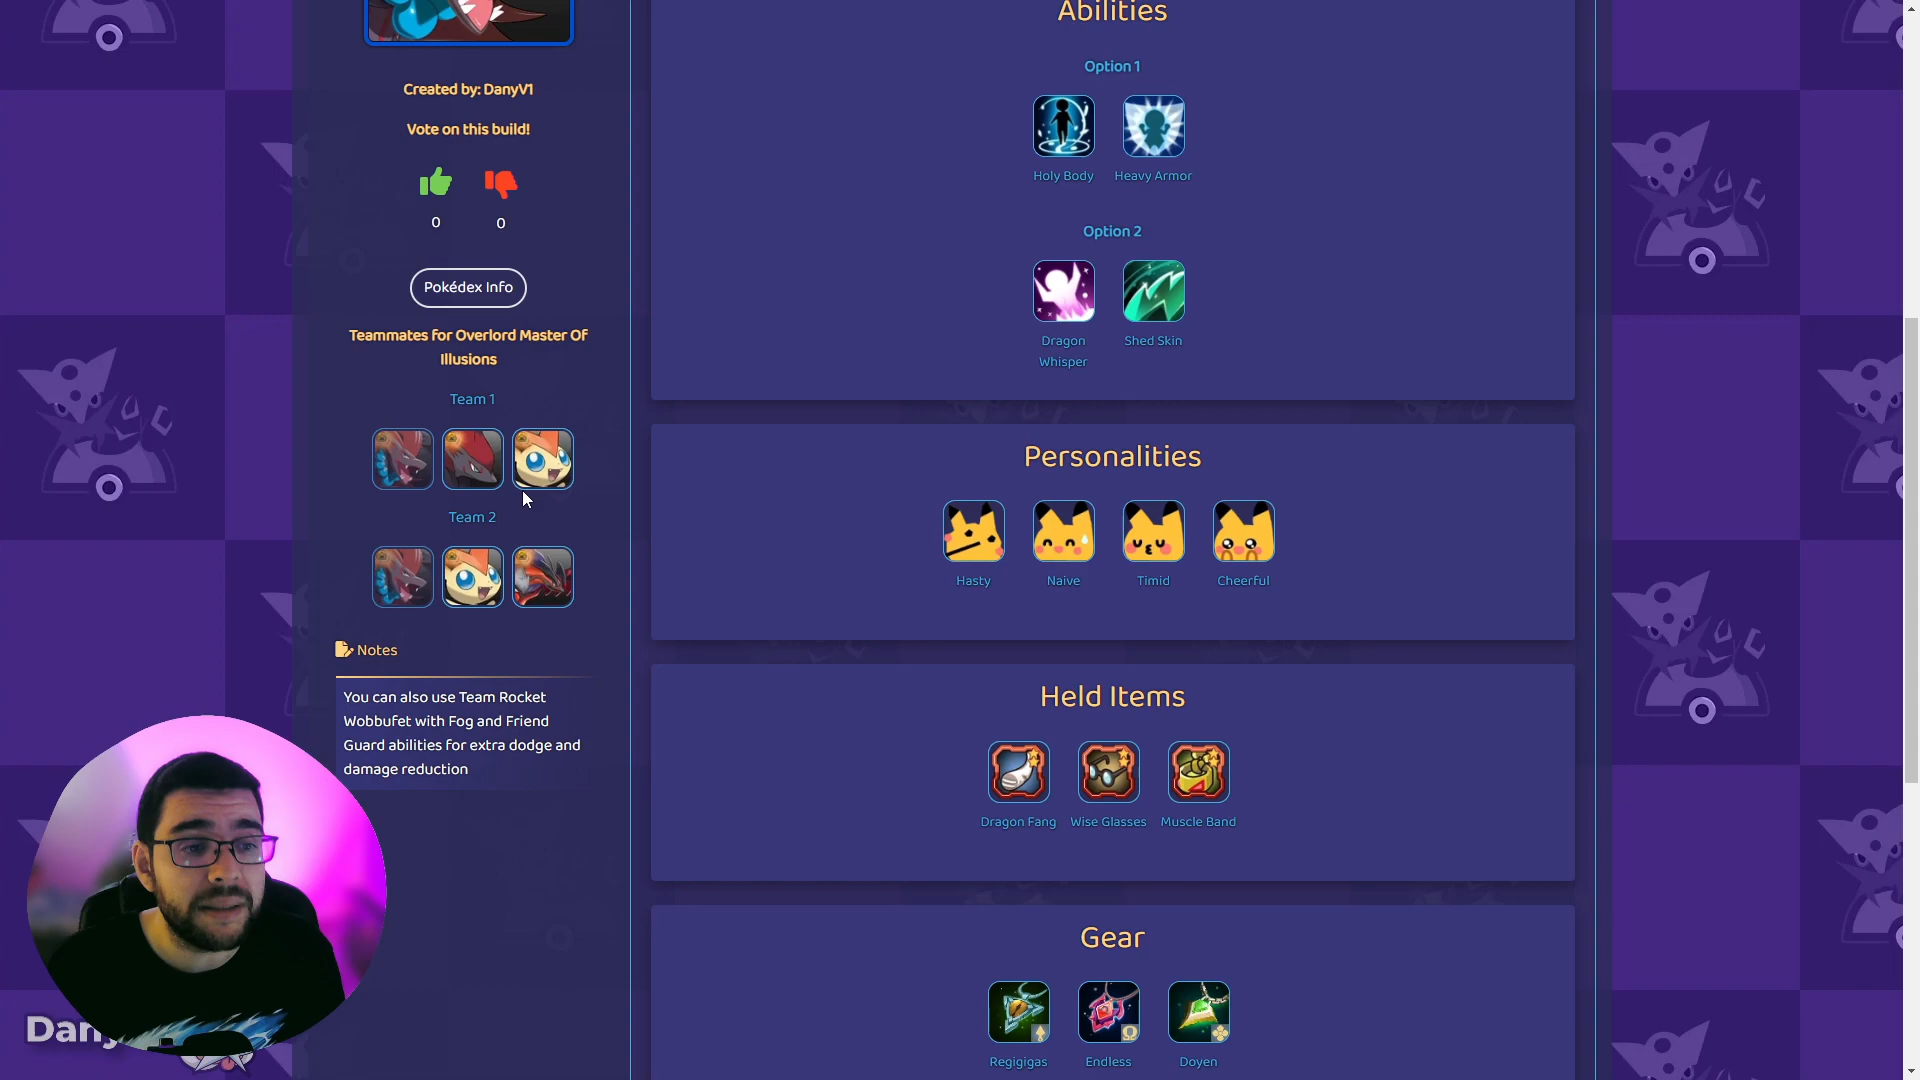 Created by: DanyV1
Vote on this build!
0
0
Pokédex Info
Teammates for Overlord Master Of
Illusions
Team 1
Team 2
Notes
You can also use Team Rocket
Wobbufet with Fog and Friend
Guard abilities for extra dodge and
damage reduction
Abilities
Option 1
Holy Body
Heavy Armor
Option 2
Dragon
Whisper
Shed Skin
Personalities
Hasty
Naive
Timid
Cheerful
Held Items
Dragon Fang
Wise Glasses
Muscle Band
Gear
Regigigas
Endless
Doyen